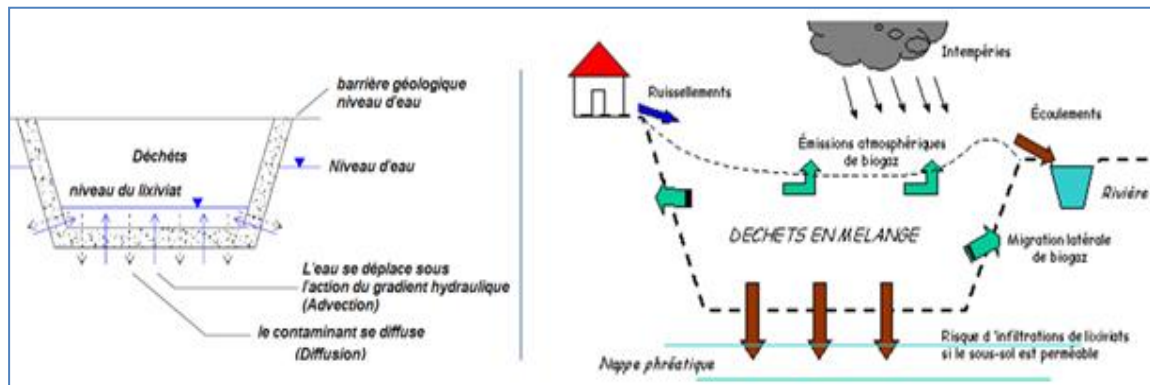 barrière géologique
niveau d'eau
Déchéts
Niveau d'eau
niveau du lixiviat
L'eau se déplace sous
l'action du gradient hydraulique
(Advection)
le contaminant se diffuse
(Diffusion)
Intempéries
Ruissellements
Écoulements
Émissions atmosphériques
de biogaz
Rivière
DECHETS EN MELANGE
Migration latérale
de biogaz
Risque d'infiltrations de lixiriats
si le sous-sol est perméable
Nappe phréatique